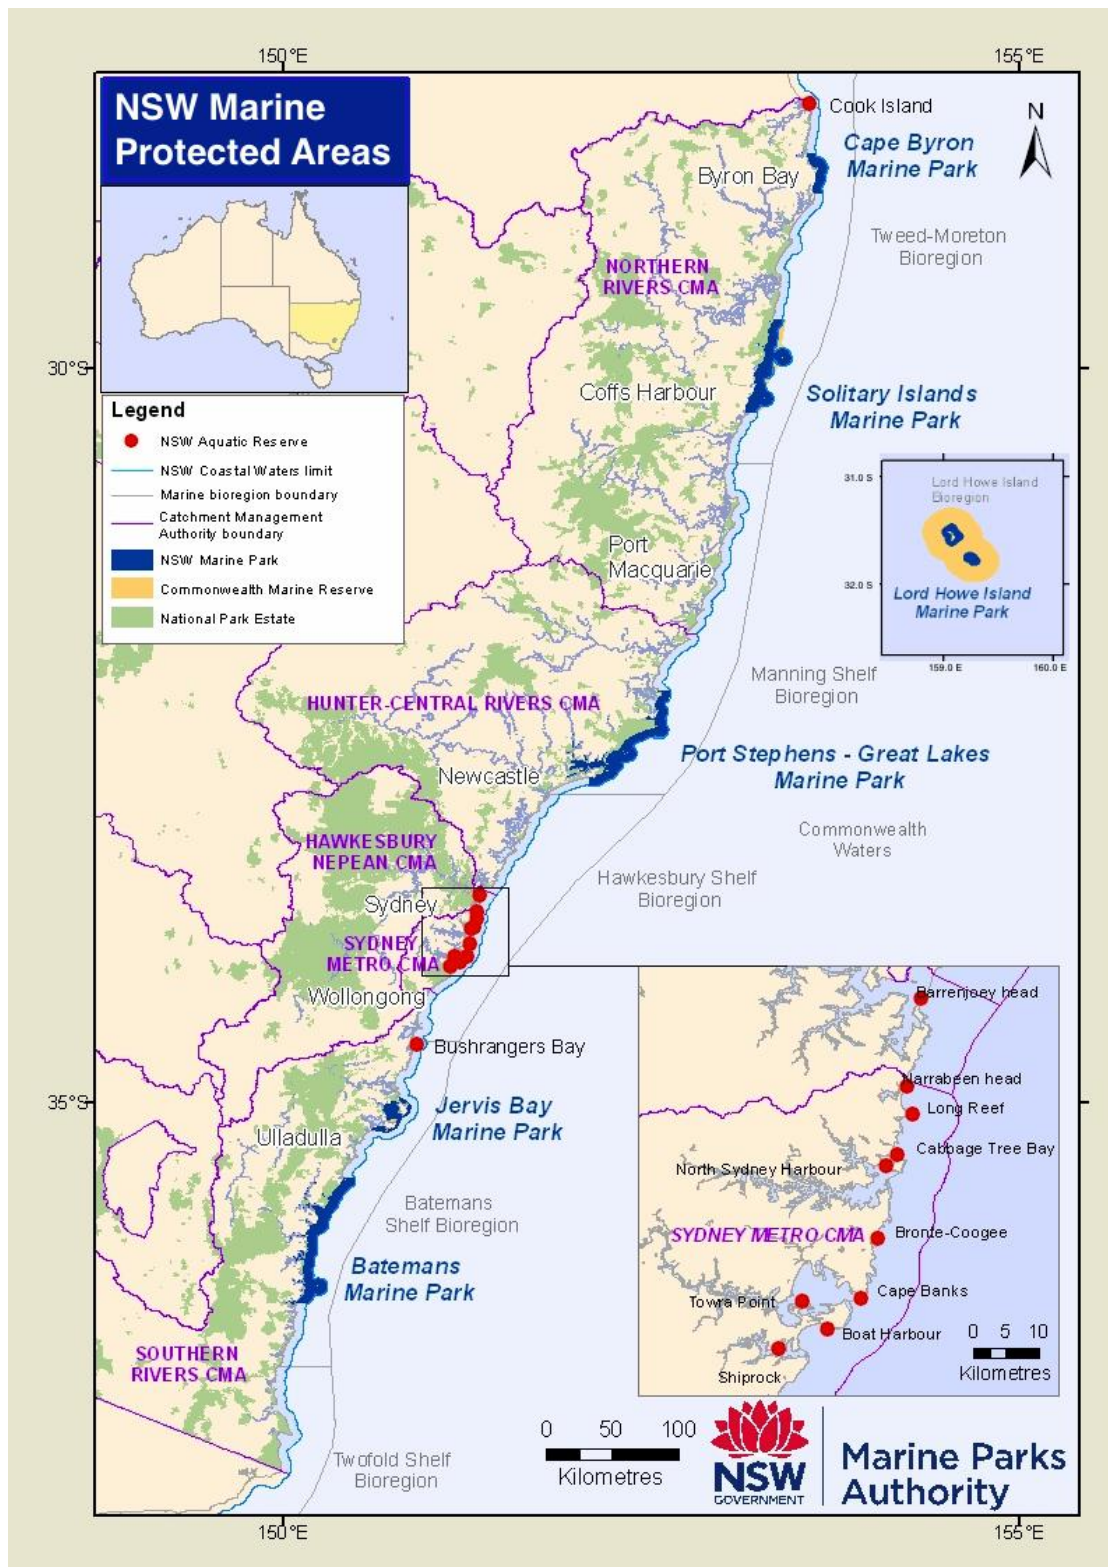 150°E
155°E
NSW Marine
Protected Areas
Cook Island
N
Cape Byron
Marine Park
Byron Bay
Tweed-Moreton
Bioregion
NORTHERN
RIVERS CMA
30°S
Coffs Harbour
Solitary Islands
Marine Park
Legend
NSW Aquatic Reserve
NSW Coastal Waters limit
Marine bioregion boundary
Catchment Management
Authority boundary
NSW Marine Park
Commonwealth Marine Reserve
National Park Estate
31.0 S
Lord Howe Island
Bioregion
32.0 S
Lord Howe Island
Marine Park
159.0 E
160.0 E
Port
Macquarie
Manning Shelf
Bioregion
HUNTER-CENTRAL RIVERS CMA
Port Stephens - Great Lakes
Marine Park
Newcastle
Commonwealth
Waters
HAWKESBURY
NEPEAN CMA
Hawkesbury Shelf
Bioregion
Sydney
SYDNEY
METRO CMA
Wollongong
Bushrangers Bay
35°S
Jervis Bay
Marine Park
Ulladulla
Batemans
Shelf Bioregion
Batemans
Marine Park
SOUTHERN
RIVERS CMA
Twofold Shelf
Bioregion
Barrenjoey head
Narrabeen head
Long Reef
Cabbage Tree Bay
North Sydney Harbour
SYDNEY METRO CMA
Bronte-Coogee
Cape Banks
Towra Point
Boat Harbour
Shiprock
0 5 10
Kilometres
0 50 100
Kilometres
NSW
GOVERNMENT
Marine Parks
Authority
150°E
155°E